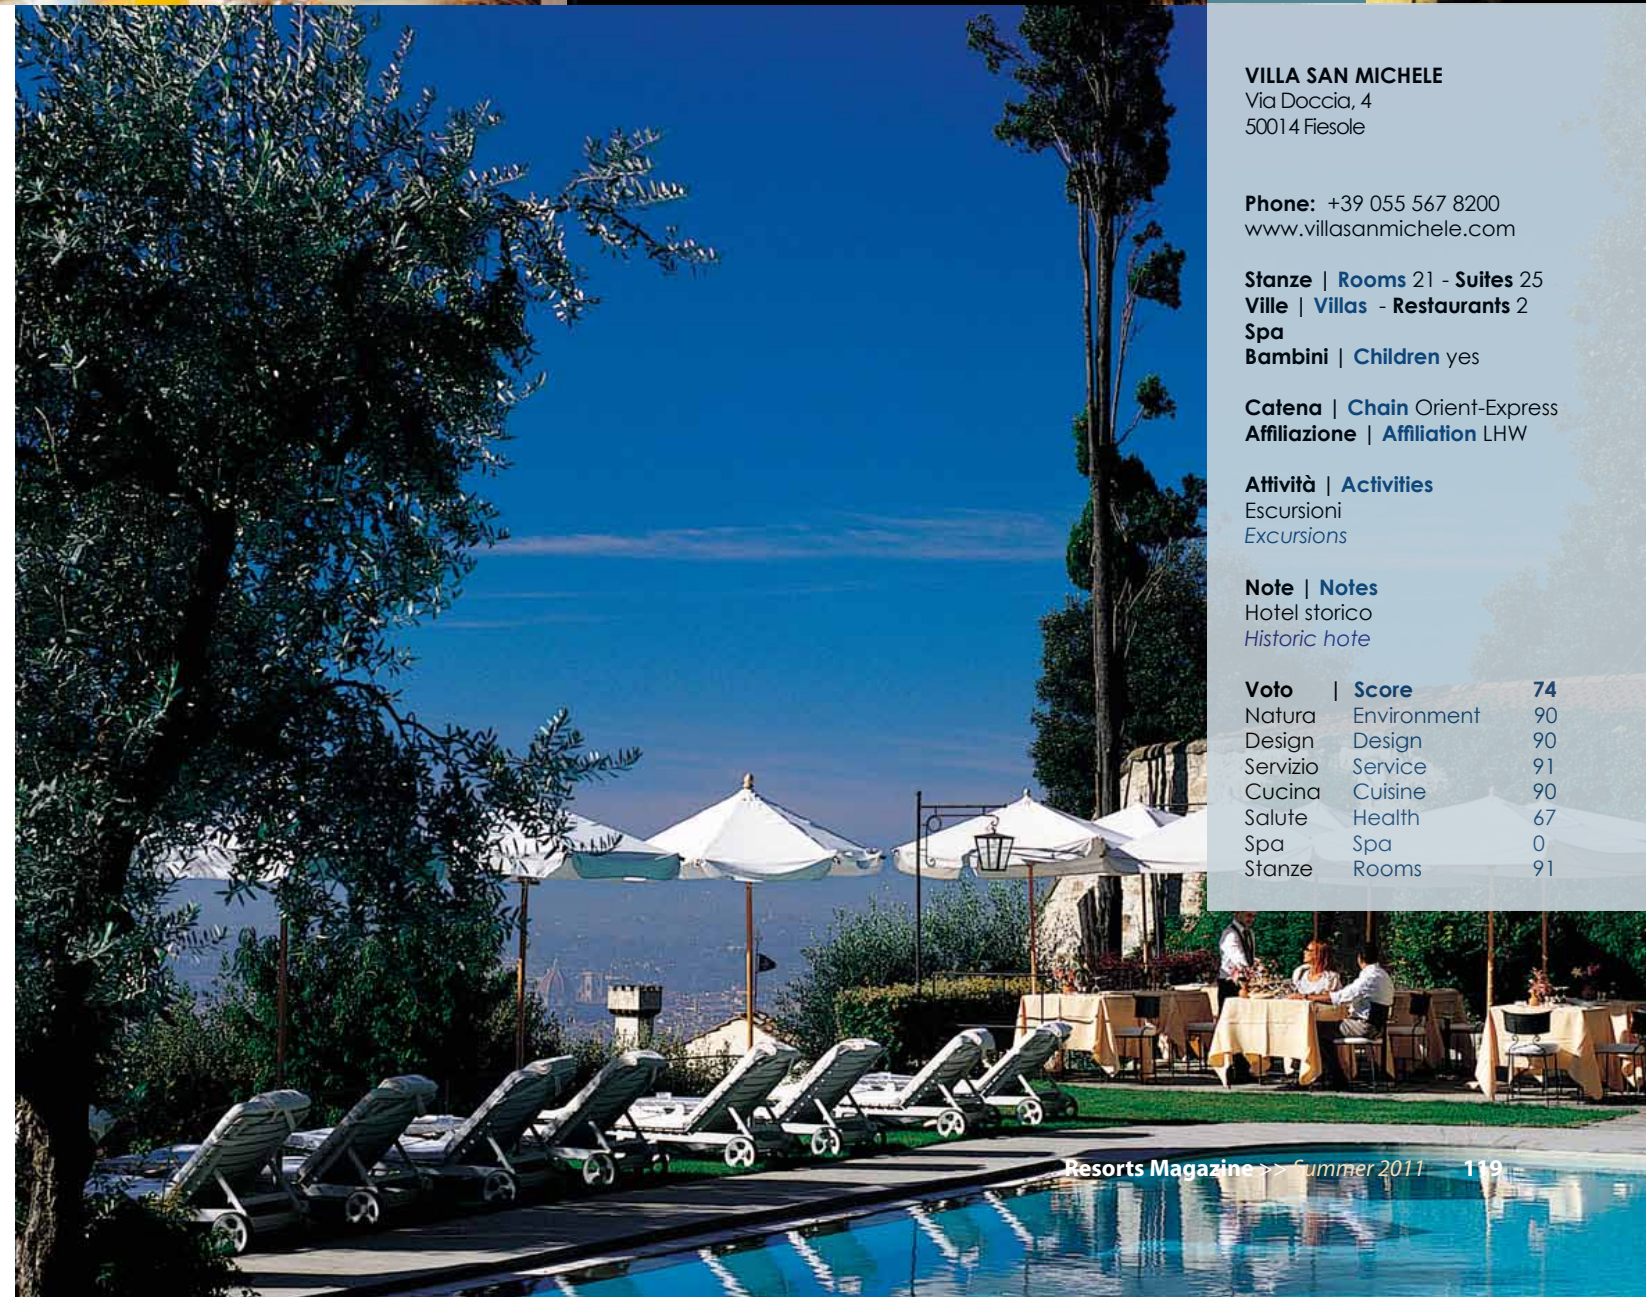 VILLA SAN MICHELE
Via Doccia, 4
50014 Fiesole
Phone: +39 055 567 8200
www.villasanmichele.com
Stanze | Rooms 21 - Suites 25
Ville | Villas - Restaurants 2
Spa
Bambini | Children yes
Catena | Chain Orient-Express
Affiliazione | Affiliation LHW
Attività | Activities
Escursioni
Excursions
Note | Notes
Hotel storico
Historic hote
Voto | Score 74
Natura Environment 90
Design Design 90
Servizio Service 91
Cucina Cuisine 90
Salute Health 67
Spa Spa 0
Stanze Rooms 91
Resorts Magazine >> Summer 2011 119